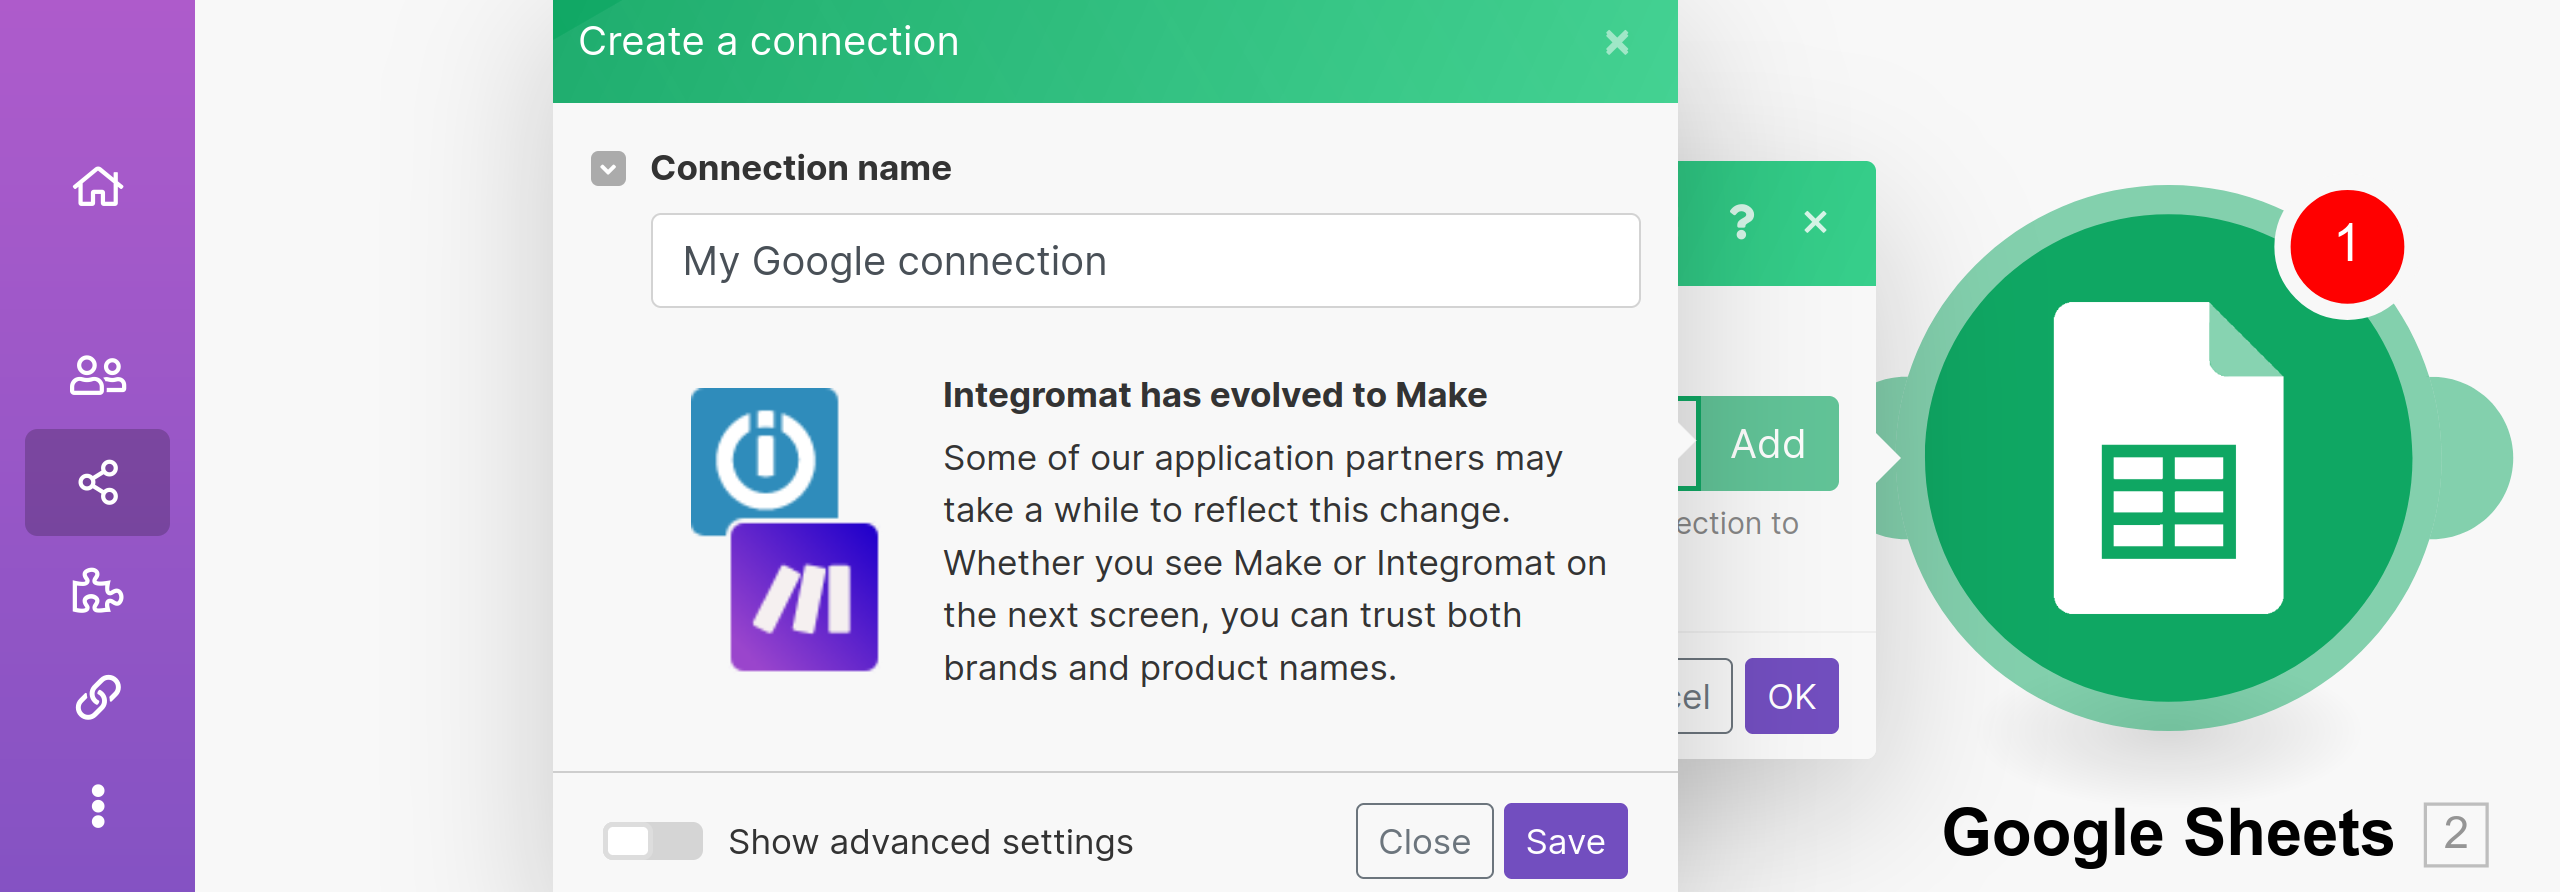 Create a connection
Connection name
My Google connection
Integromat has evolved to Make
Some of our application partners may
take a while to reflect this change.
Whether you see Make or Integromat on
the next screen, you can trust both
brands and product names.
Show advanced settings
Close
Save
?
Add
ection to
cel
OK
1
Google Sheets
2